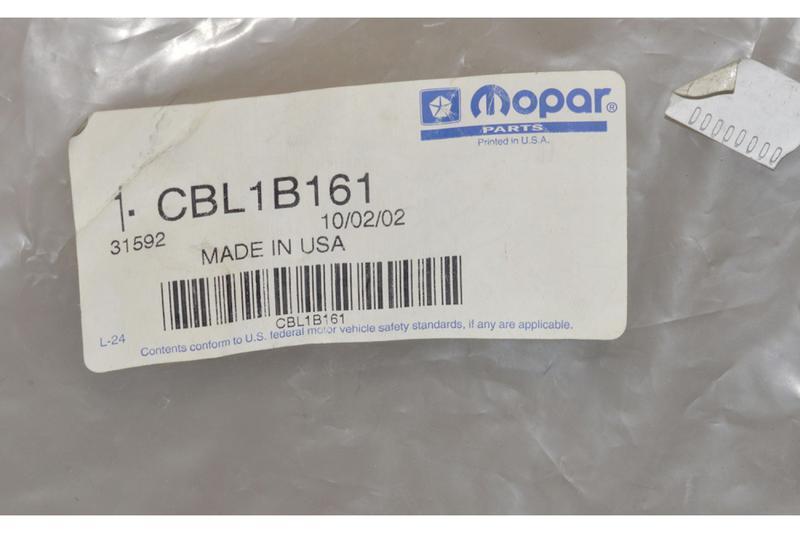 Mopar®
PARTS
Printed in U.S.A.
1. CBL1B161
10/02/02
31592
MADE IN USA
CBL1B161
L-24
Contents conform to U.S. federal motor vehicle safety standards, if any are applicable.
00000000